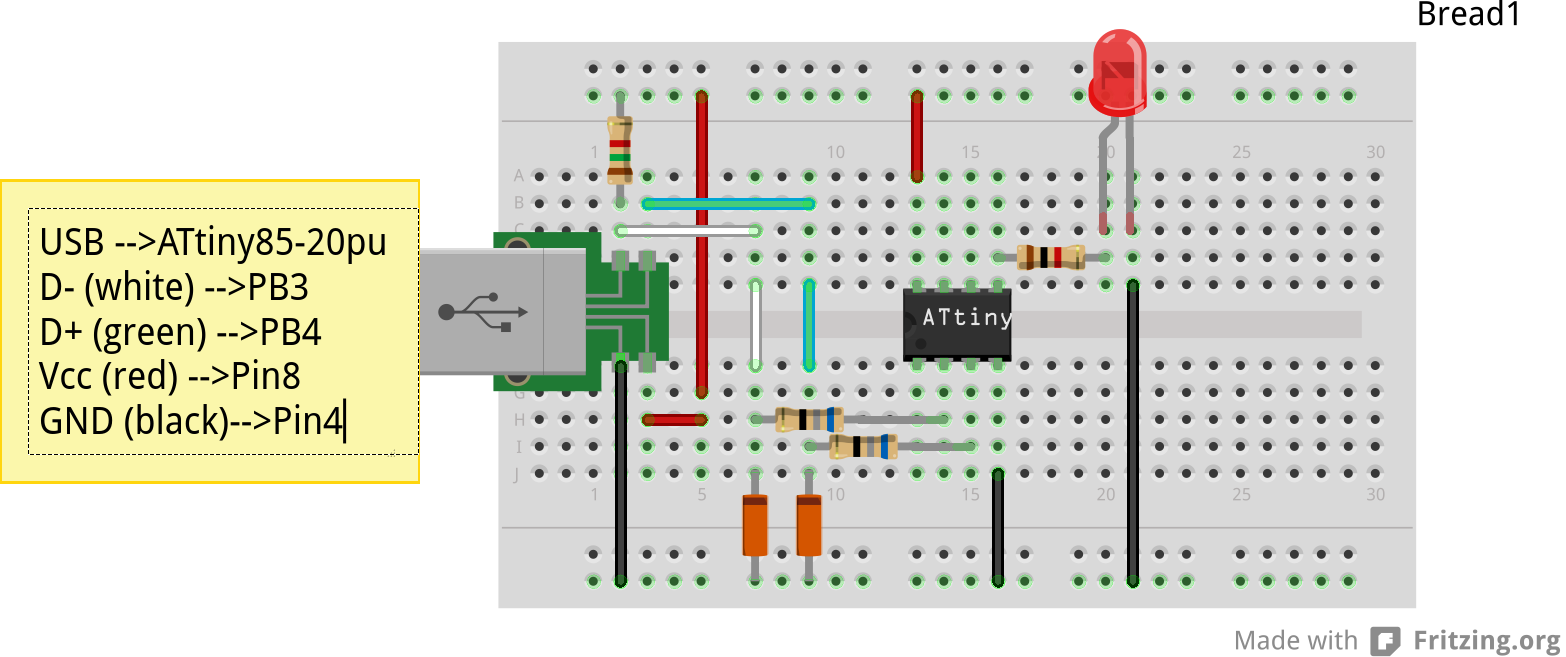 Bread1
1
10
15
20
25
30
A
B
C
USB -->ATtiny85-20pu
D- (white) -->PB3
D+ (green) -->PB4
Vcc (red) -->Pin8
GND (black)-->Pin4
ATtiny
G
H
I
J
1
5
10
15
20
25
30
Made with Fritzing.org